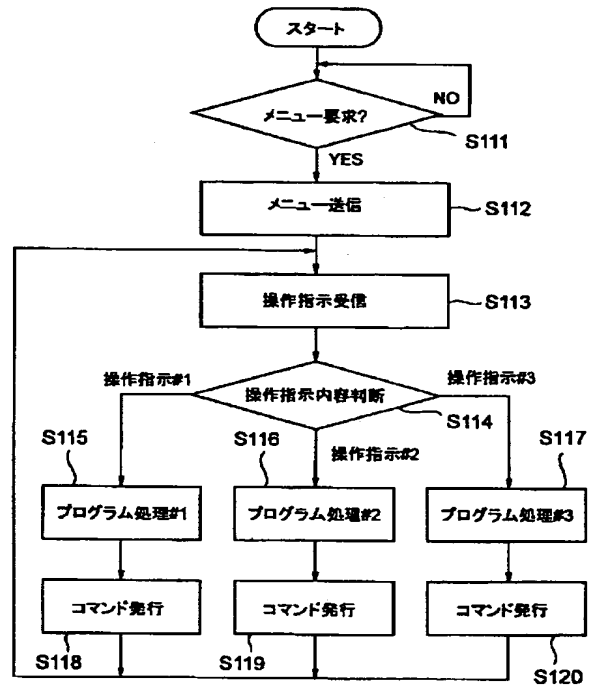 スタート
NO
メニュー要求?
S111
YES
メニュー送信
S112
操作指示受信
S113
操作指示#1
操作指示内容判断
操作指示#3
S114
S115
S116
操作指示#2
S117
プログラム処理#1
プログラム処理#2
プログラム処理#3
コマンド発行
コマンド発行
コマンド発行
S118
S119
S120